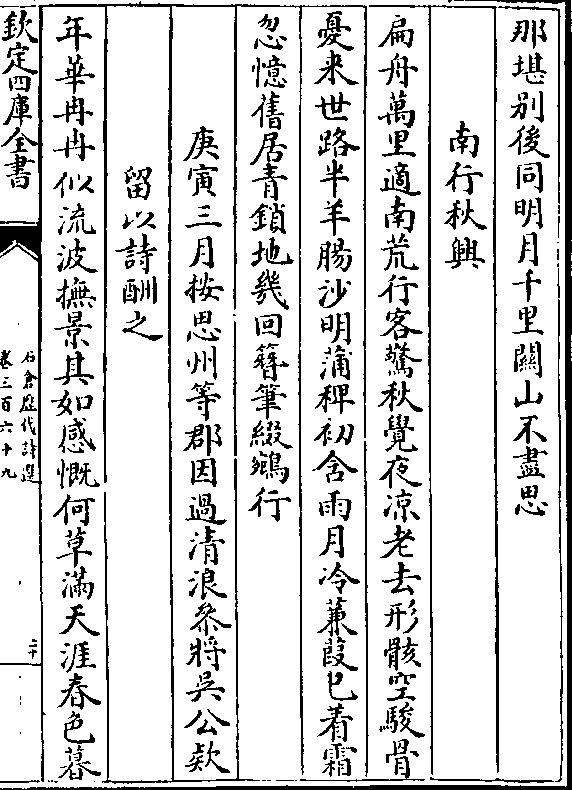 那堪别後同明月千里闗山不盡思
南行秋興
扁舟萬里適南荒行客驚秋覺夜凉老去形骸空駿骨
憂来世路半羊腸沙明蒲稗初含雨月冷蒹葭已着霜
忽憶舊居青鎖地幾回簪筆綴鵷行
庚寅三月按思州等郡因過清浪叅將吳公欵
留以詩酬之
年華冉冉似流波撫景其如感慨何草滿天涯春色暮
欽定四庫全書
石倉歴代詩選
卷三百六十九
二十